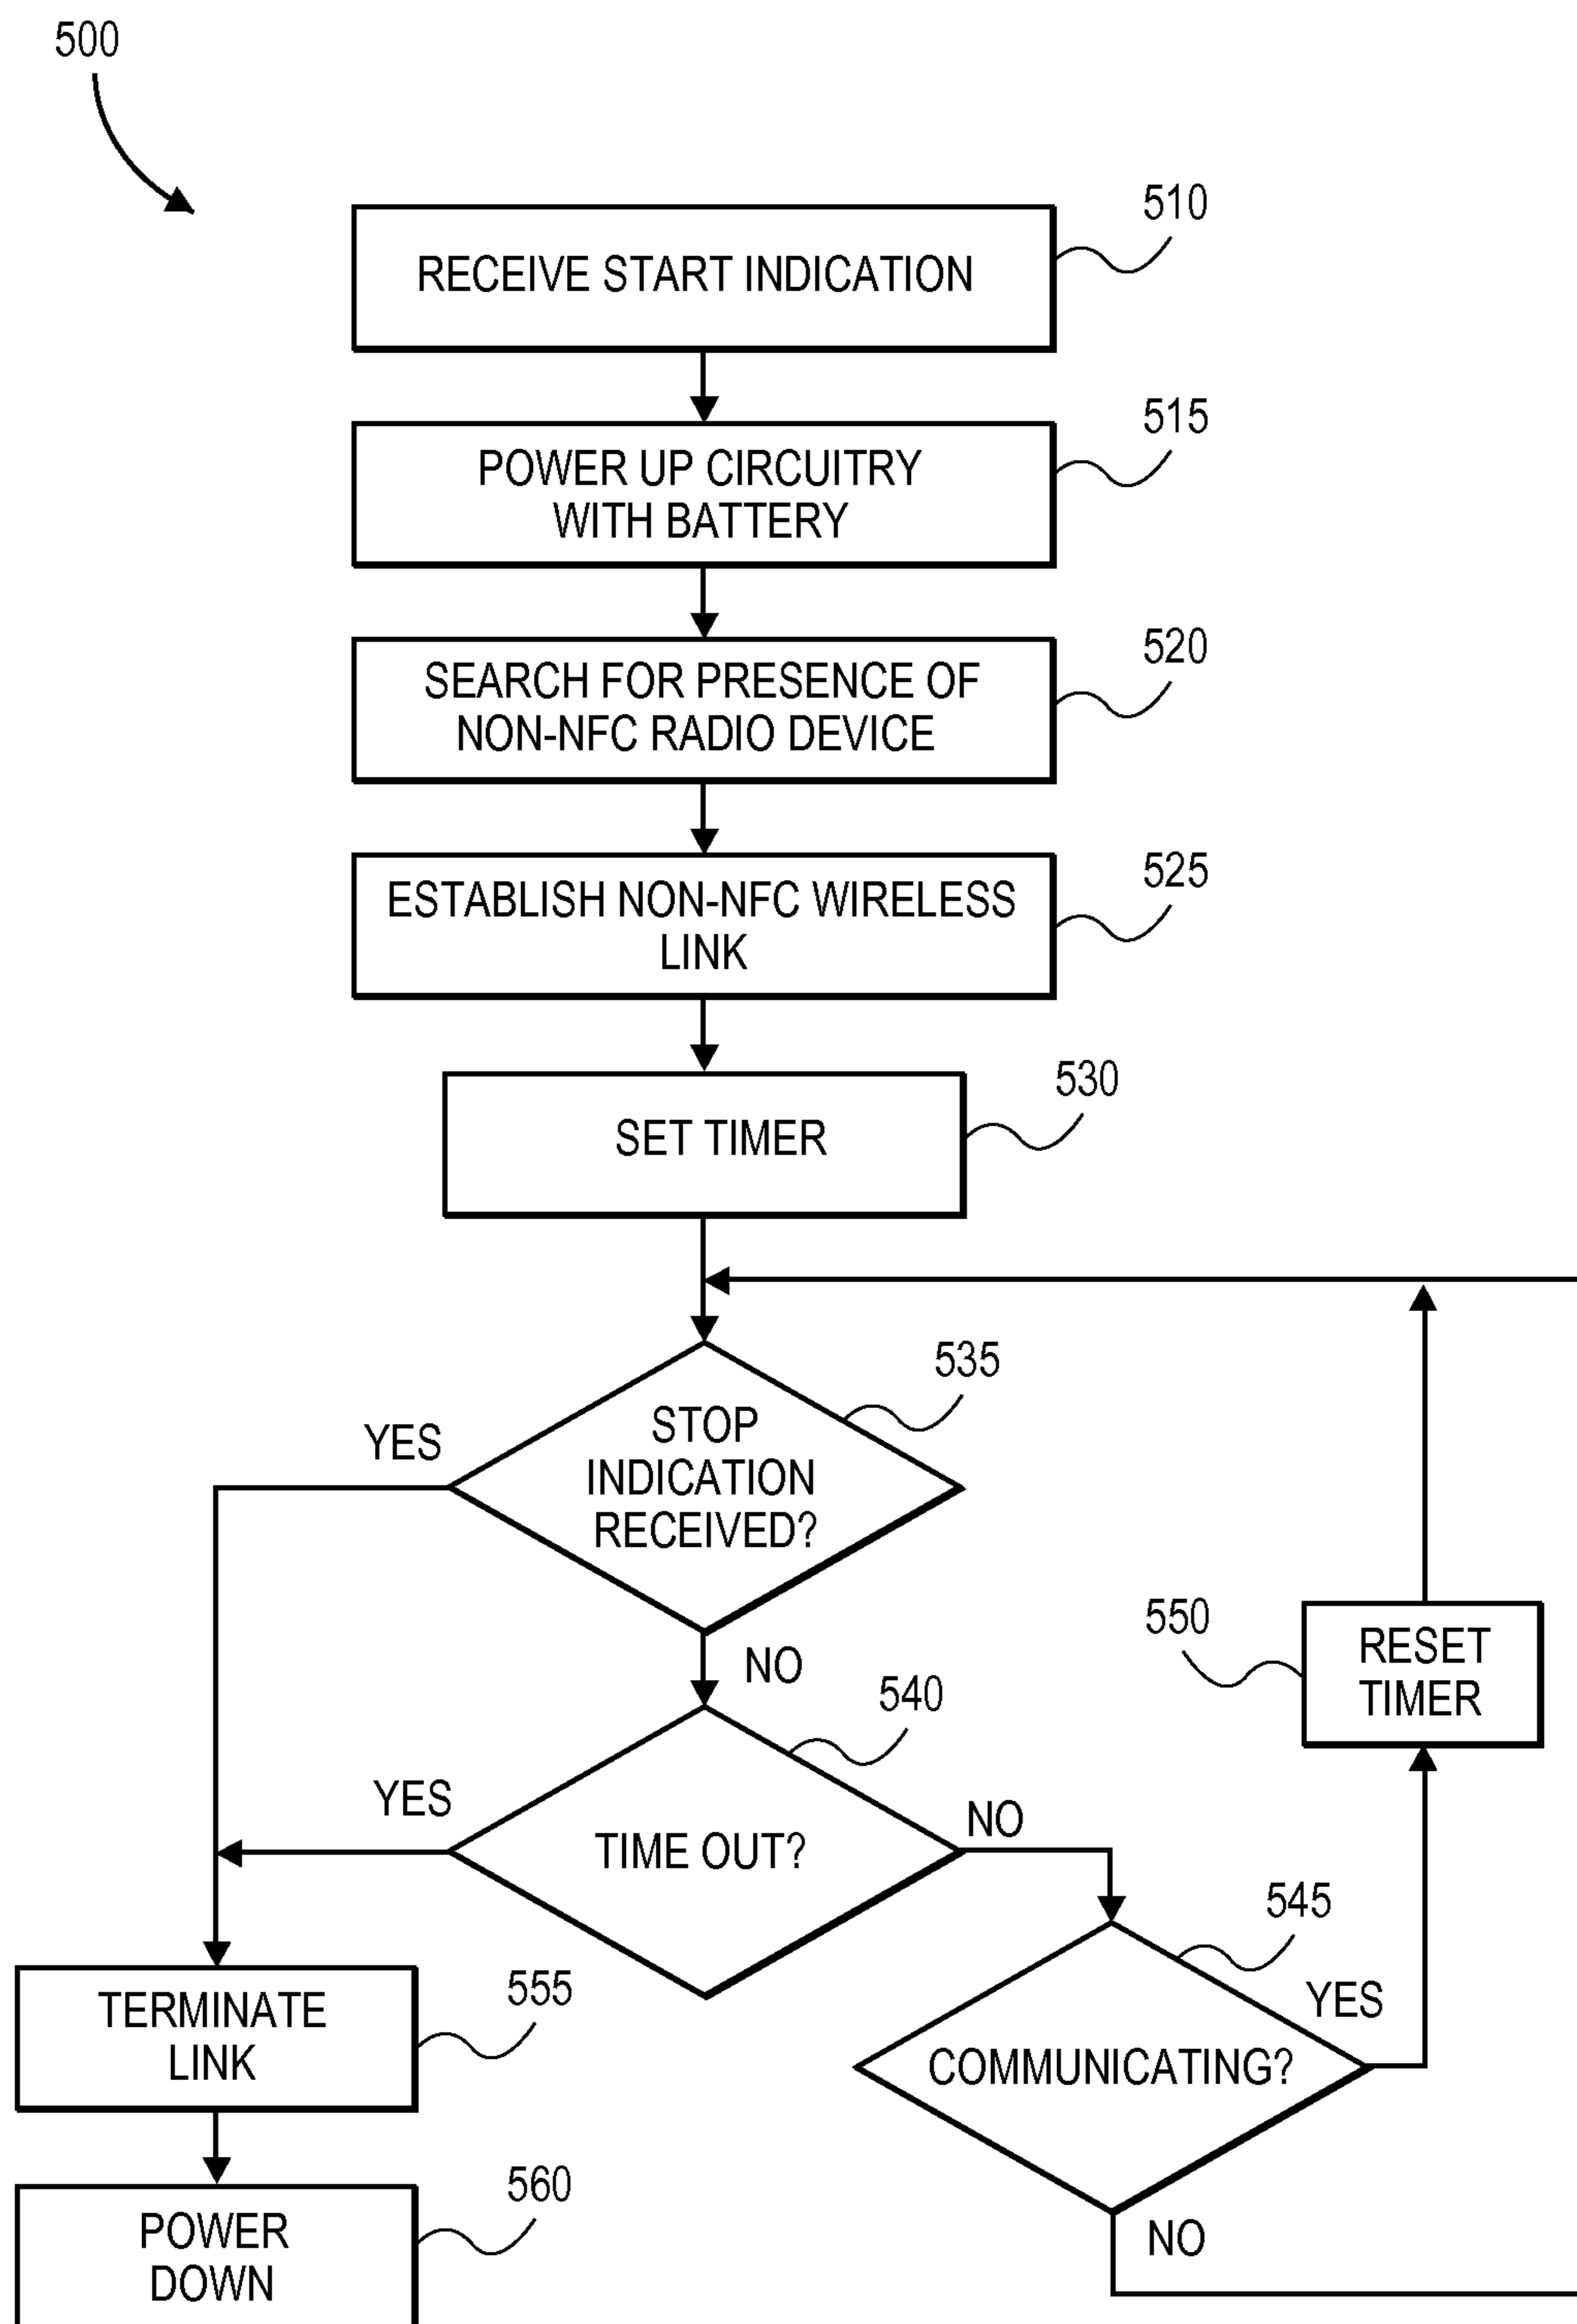 500
510
RECEIVE START INDICATION
515
POWER UP CIRCUITRY
WITH BATTERY
520
SEARCH FOR PRESENCE OF
NON-NFC RADIO DEVICE
525
ESTABLISH NON-NFC WIRELESS
LINK
530
SET TIMER
535
YES
STOP
INDICATION
RECEIVED?
NO
550
RESET
TIMER
540
YES
TIME OUT?
NO
545
YES
COMMUNICATING?
NO
555
TERMINATE
LINK
560
POWER
DOWN